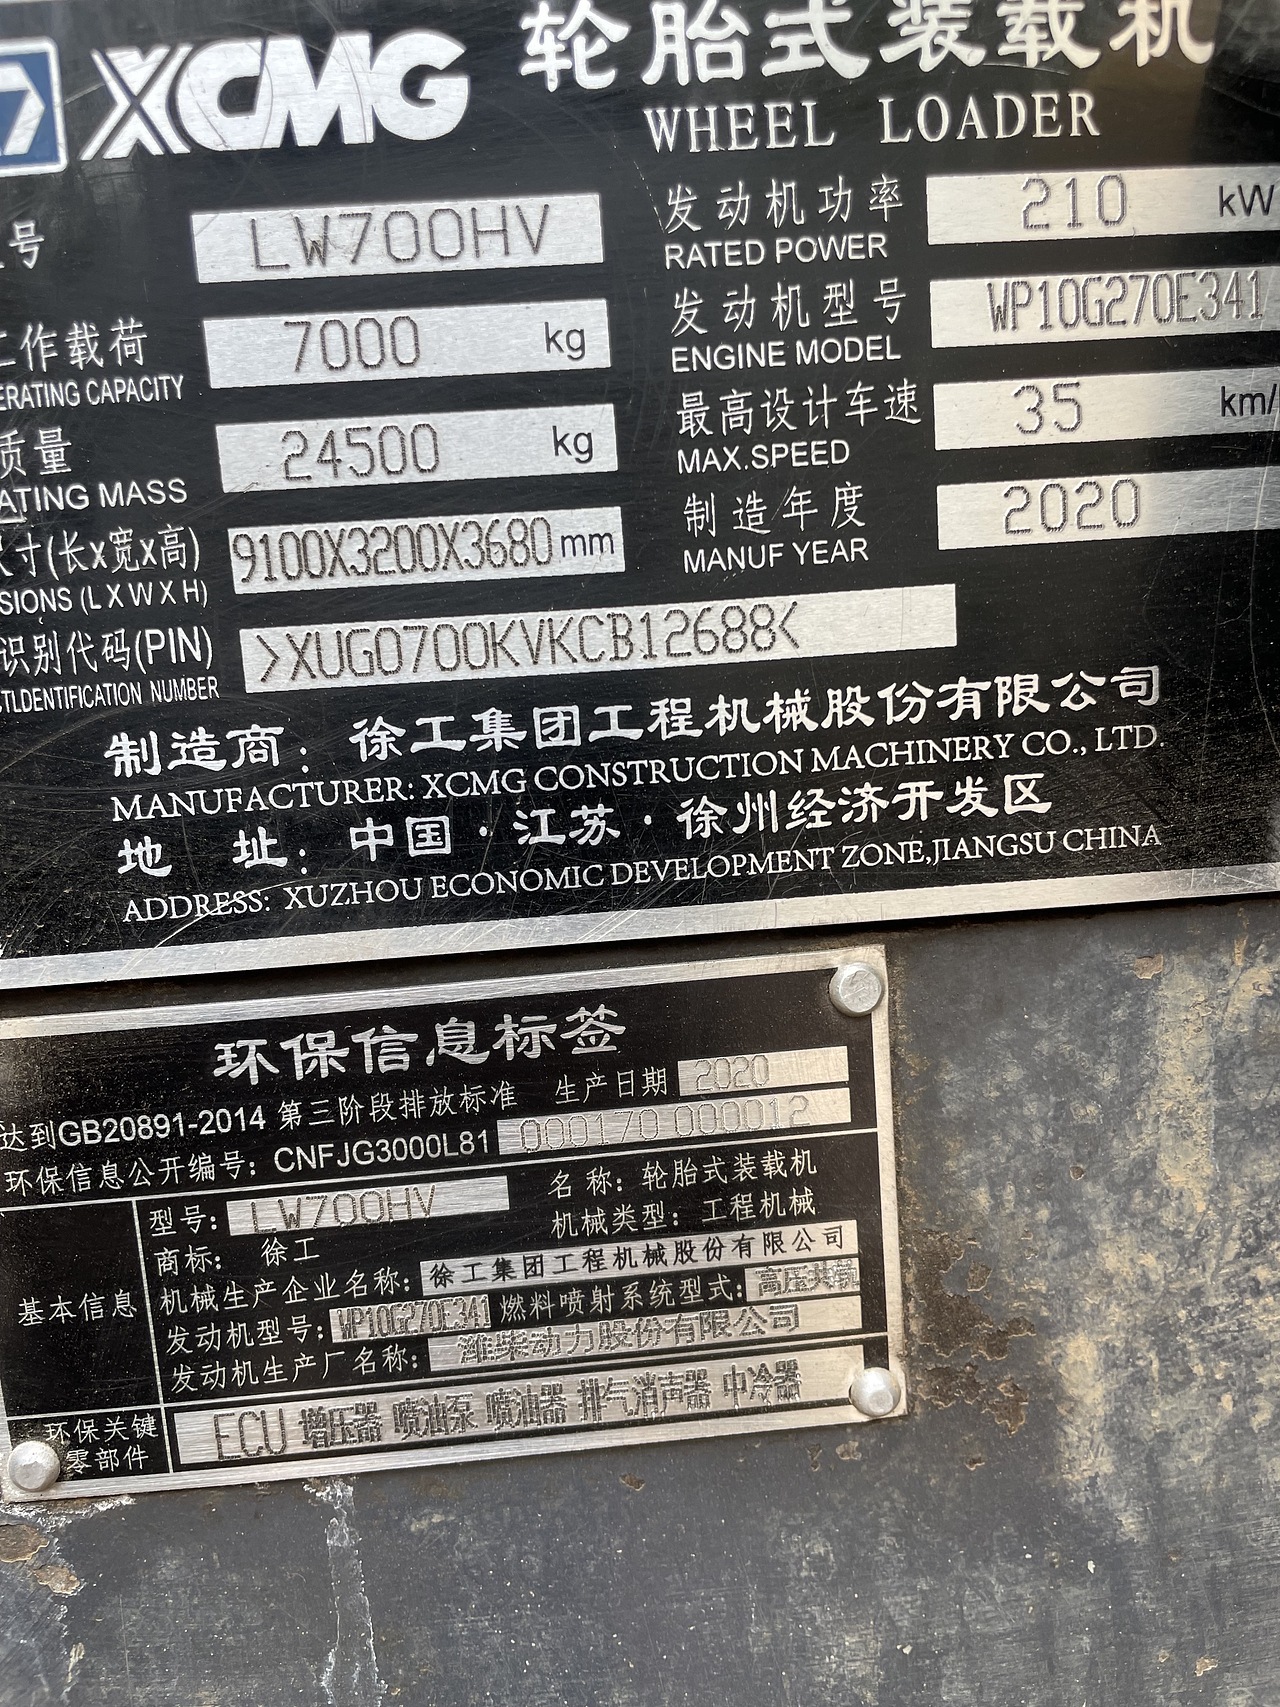 XCMG 轮胎式装载机
WHEEL LOADER
号 LW700HV 发动机功率 210 kW
RATED POWER
工作载荷 7000 kg 发动机型号 WP10G270E341
ERATING CAPACITY ENGINE MODEL
质量 24500 kg 最高设计车速 35 km/
ATING MASS MAX.SPEED
寸(长x宽x高) 9100X3200X3680 mm 制造年度 2020
SIONS (L X W X H) MANUF YEAR
识别代码(PIN) >XUG0700KVKCB12688<
TLDENTIFICATION NUMBER
制造商：徐工集团工程机械股份有限公司
MANUFACTURER: XCMG CONSTRUCTION MACHINERY CO., LTD.
地 址：中国·江苏·徐州经济开发区
ADDRESS: XUZHOU ECONOMIC DEVELOPMENT ZONE,JIANGSU CHINA
环保信息标签
达到GB20891-2014 第三阶段排放标准 生产日期 2020
环保信息公开编号：CNFJG3000L81 000170 000012
型号：LW700HV 名 称：轮胎式装载机
商标： 徐工 机械类型：工程机械
基本信息 机械生产企业名称：徐工集团工程机械股份有限公司
发动机型号：WP10G270E341 燃料喷射系统型式：高压共轨
发动机生产厂名称：潍柴动力股份有限公司
环保关键零部件 ECU 增压器 喷油泵 喷油器 排气消声器 中冷器